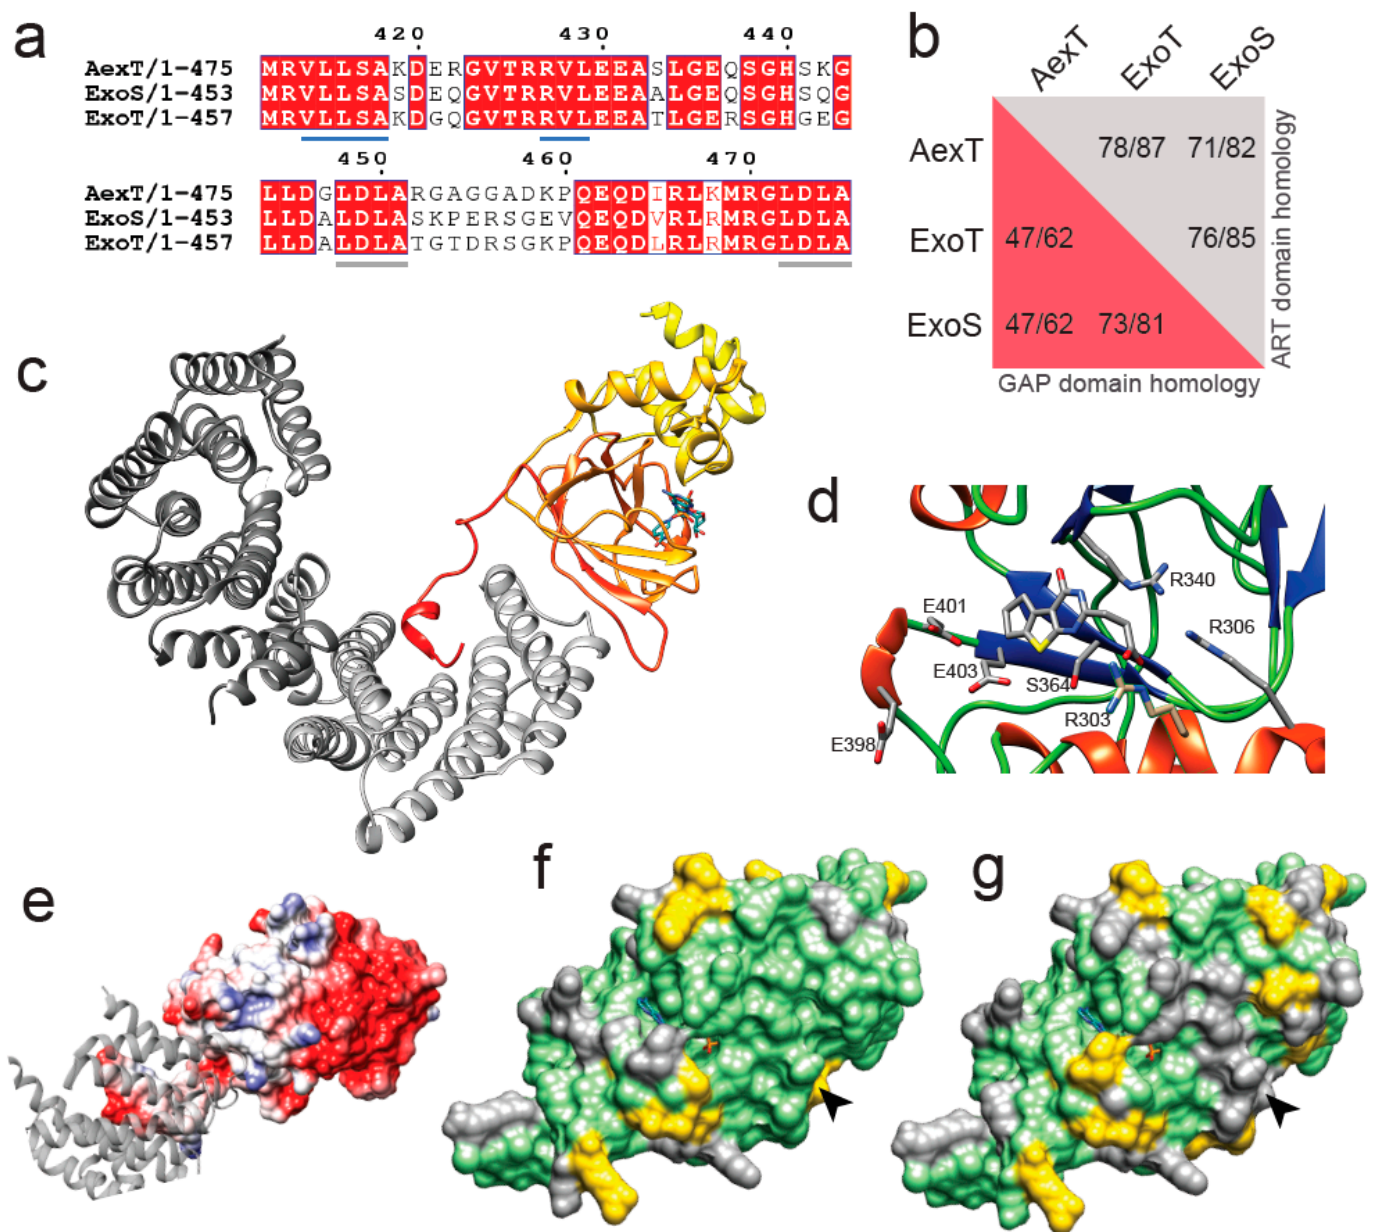 a
420 430 440
AexT/1-475 MRVLLSAKDERGVTRRVLEEASLGEQSGHSKG
ExoS/1-453 MRVLLSASDEQGVTRRVLEEAALGEQSGHSQG
ExoT/1-457 MRVLLSAKDGQGVTRRVLEEATLGERSGHGEG
450 460 470
AexT/1-475 LLDGLDLARGAGGADKPQEQDIRLKMRGLDLA
ExoS/1-453 LLDALDLASKPERSGEVQEQDVRLRMRGLDLA
ExoT/1-457 LLDALDLATGTDRSGKPQEQDLRLRMRGLDLA
b
AexT ExoT ExoS
AexT 78/87 71/82
ExoT 47/62 76/85
ExoS 47/62 73/81
GAP domain homology
ART domain homology
c
d
R340
E401
R306
E403
S364
R303
E398
e
f
g